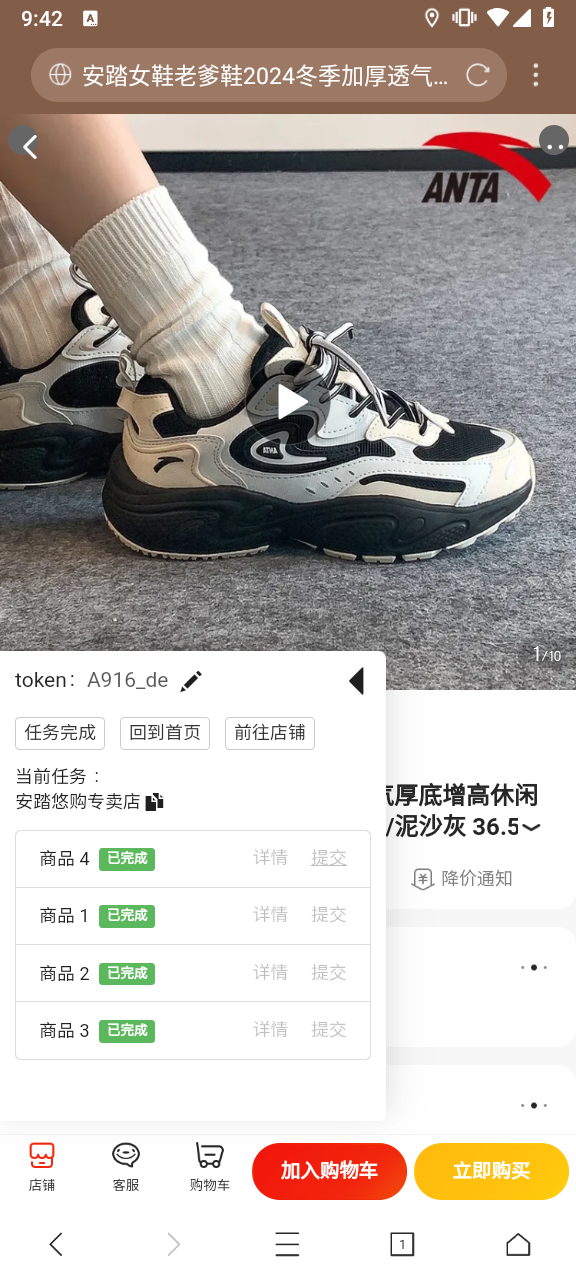 9:42
安踏女鞋老爹鞋2024冬季加厚透气...
ANTA
ANTA
1/10
token: A916_de
任务完成 回到首页 前往店铺
当前任务：
安踏悠购专卖店
气厚底增高休闲
/泥沙灰 36.5
降价通知
商品 4 已完成 详情 提交
商品 1 已完成 详情 提交
商品 2 已完成 详情 提交
商品 3 已完成 详情 提交
店铺 客服 购物车 加入购物车 立即购买
1